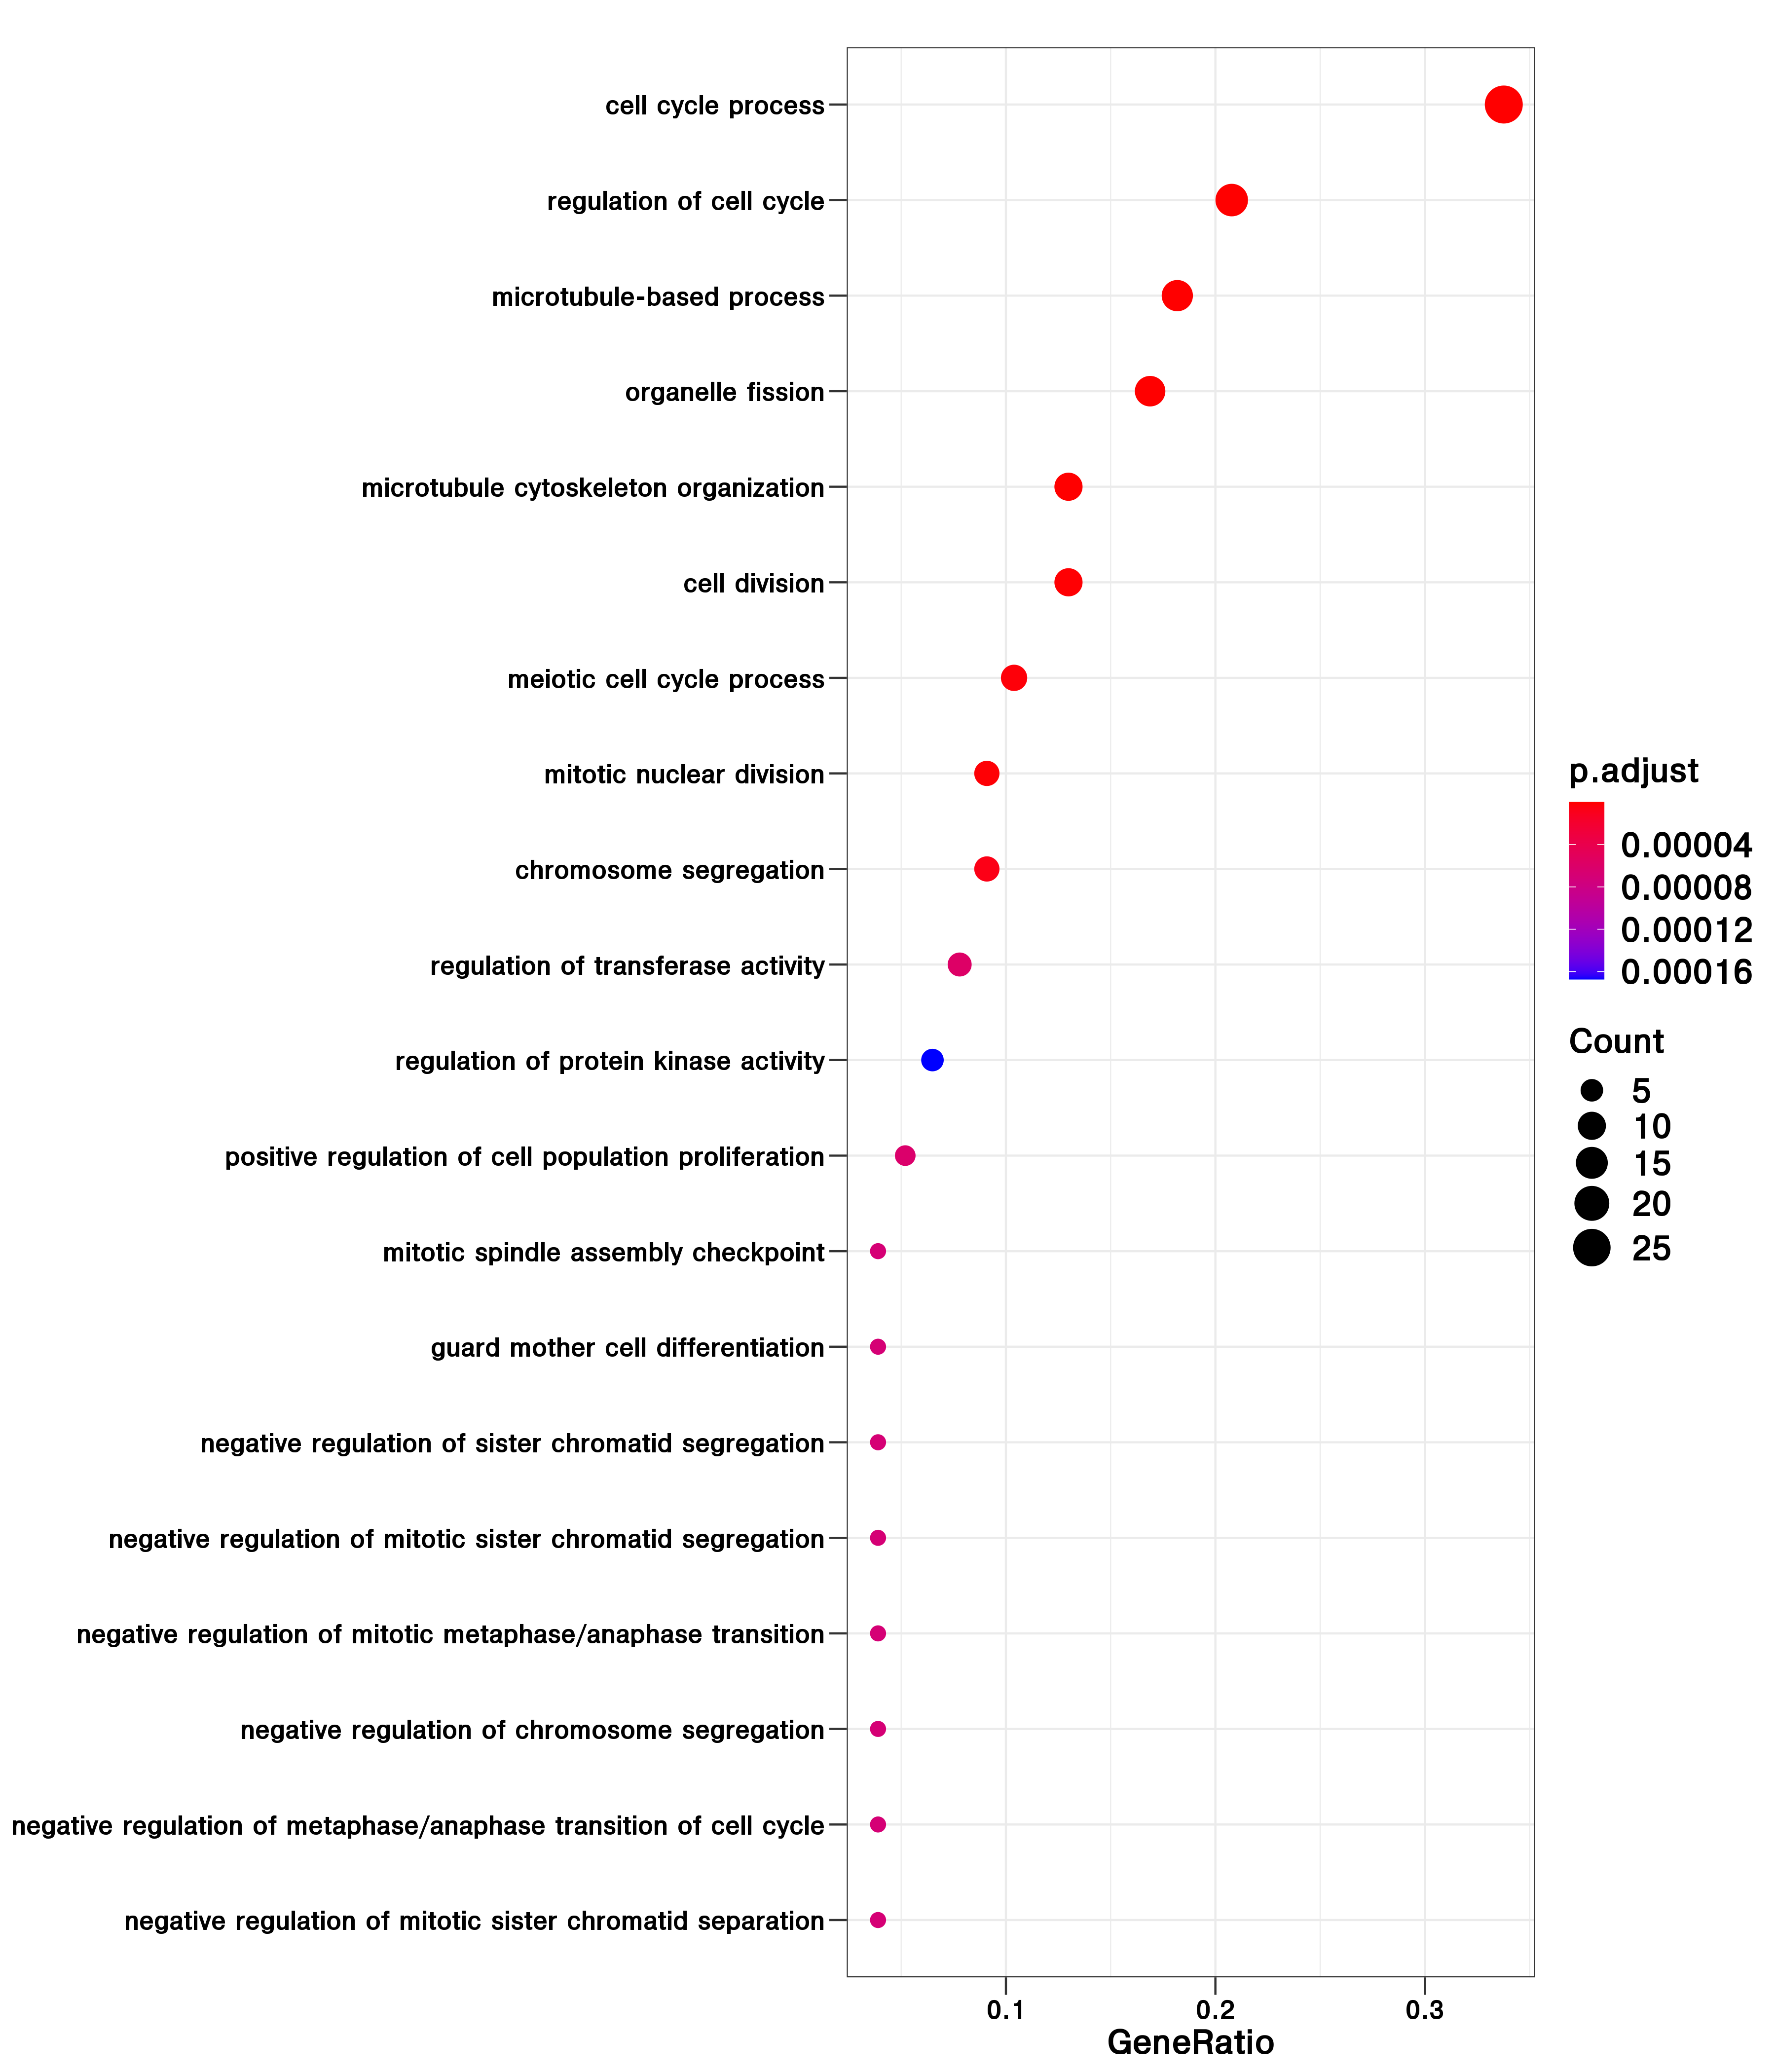 cell cycle process
regulation of cell cycle
microtubule-based process
organelle fission
microtubule cytoskeleton organization
cell division
meiotic cell cycle process
mitotic nuclear division
chromosome segregation
regulation of transferase activity
regulation of protein kinase activity
positive regulation of cell population proliferation
mitotic spindle assembly checkpoint
guard mother cell differentiation
negative regulation of sister chromatid segregation
negative regulation of mitotic sister chromatid segregation
negative regulation of mitotic metaphase/anaphase transition
negative regulation of chromosome segregation
negative regulation of metaphase/anaphase transition of cell cycle
negative regulation of mitotic sister chromatid separation
0.1 0.2 0.3
GeneRatio
p.adjust
0.00004
0.00008
0.00012
0.00016
Count
5
10
15
20
25